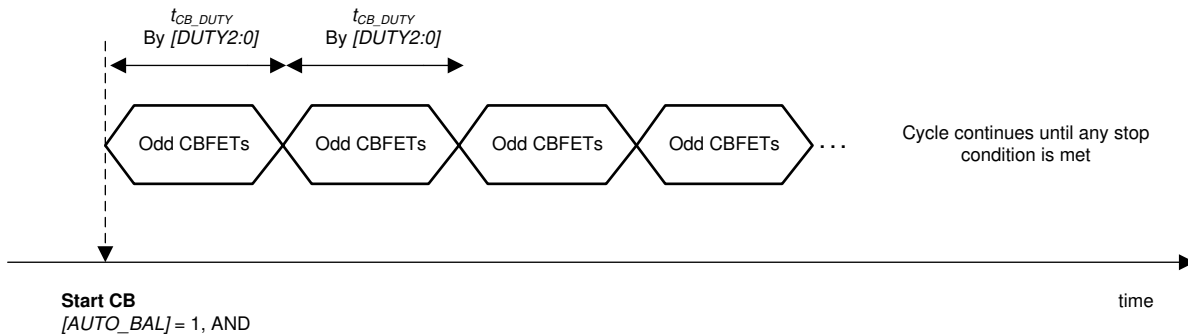 tCB_DUTY
By [DUTY2:0]
tCB_DUTY
By [DUTY2:0]
Odd CBFETs
Odd CBFETs
Odd CBFETs
Odd CBFETs
...
Cycle continues until any stop
condition is met
Start CB
[AUTO_BAL] = 1, AND
time